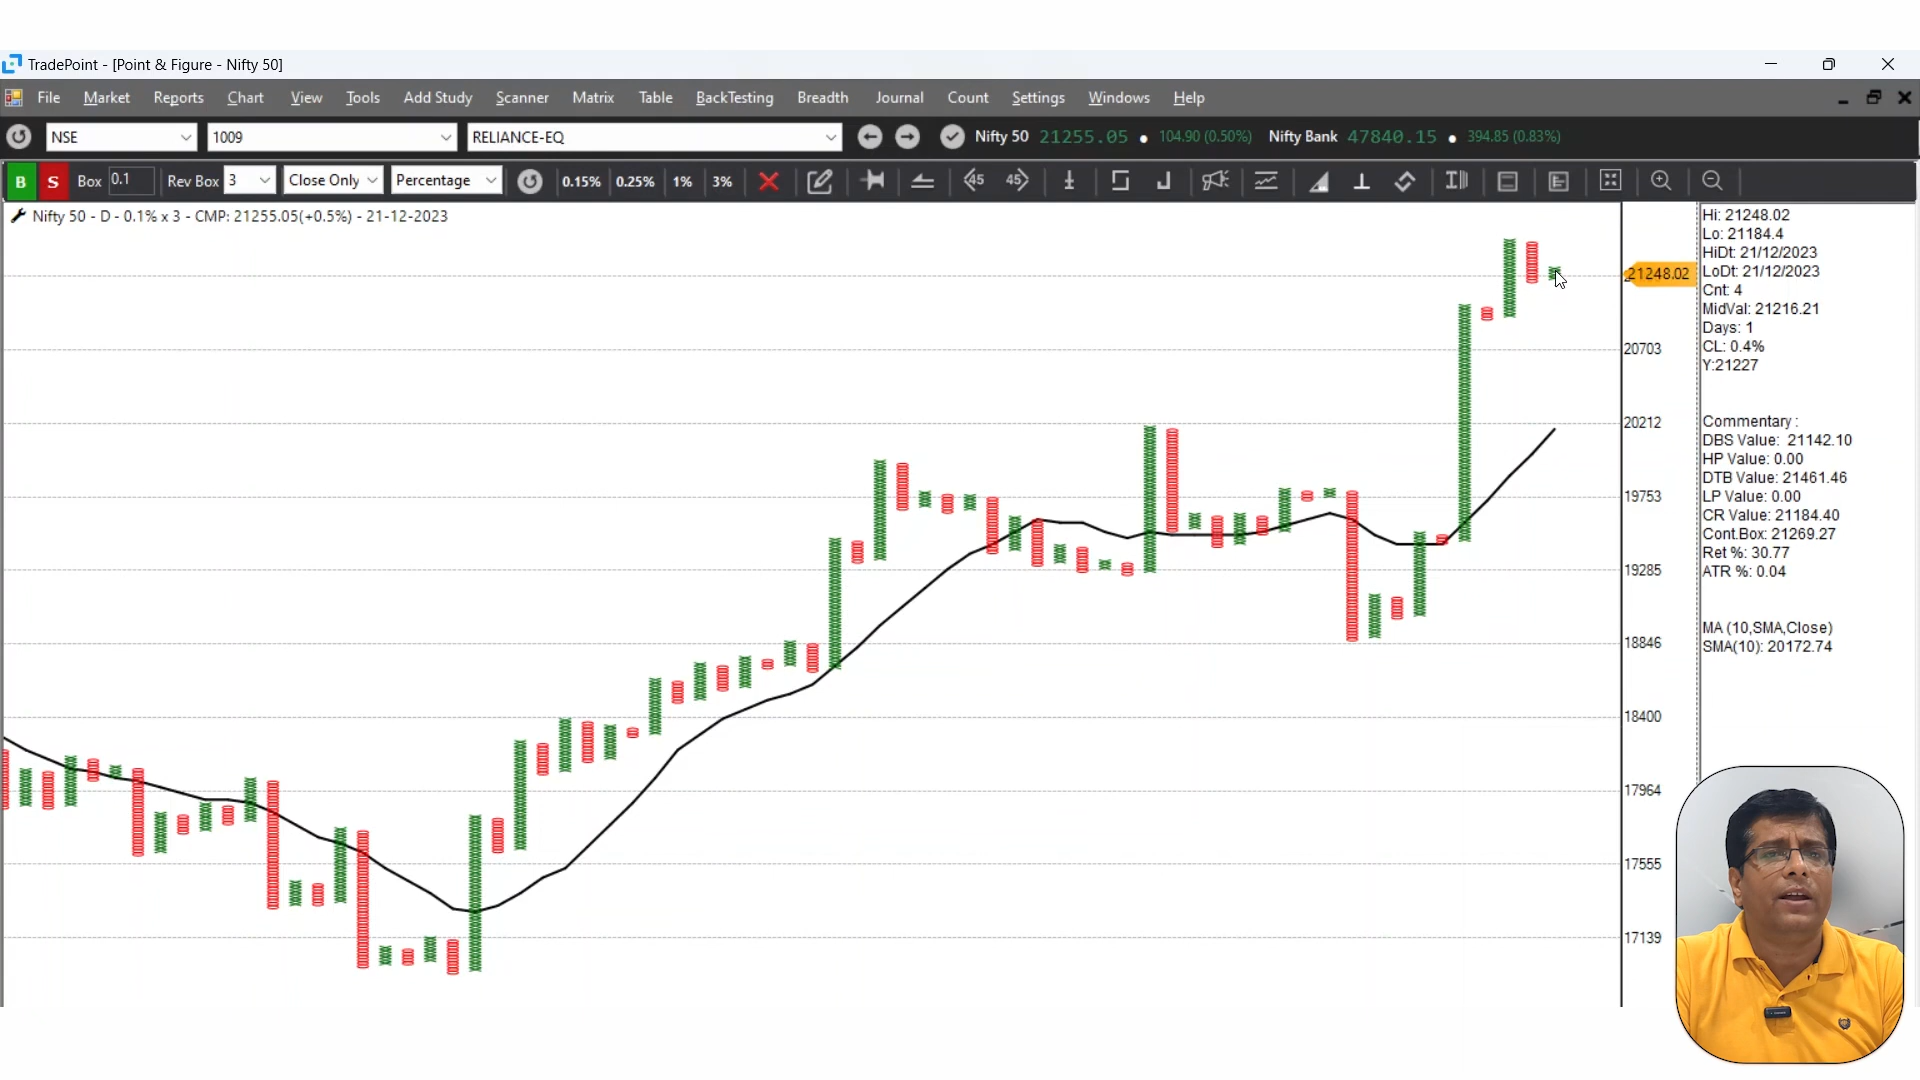 TradePoint - [Point & Figure - Nifty 50]
File Market Reports Chart View Tools Add Study Scanner Matrix Table BackTesting Breadth Journal Count Settings Windows Help
NSE 1009 RELIANCE-EQ Nifty 50 21255.05 ● 104.90 (0.50%) Nifty Bank 47840.15 ● 394.85 (0.83%)
B S Box 0.1 Rev Box 3 Close Only Percentage 0.15% 0.25% 1% 3% 45 45
Nifty 50 - D - 0.1% x 3 - CMP: 21255.05(+0.5%) - 21-12-2023
21248.02
20703
20212
19753
19285
18846
18400
17964
17555
17139
Hi: 21248.02
Lo: 21184.4
HiDt: 21/12/2023
LoDt: 21/12/2023
Cnt: 4
MidVal: 21216.21
Days: 1
CL: 0.4%
Y:21227
Commentary :
DBS Value: 21142.10
HP Value: 0.00
DTB Value: 21461.46
LP Value: 0.00
CR Value: 21184.40
Cont.Box: 21269.27
Ret %: 30.77
ATR %: 0.04
MA (10,SMA,Close)
SMA(10): 20172.74